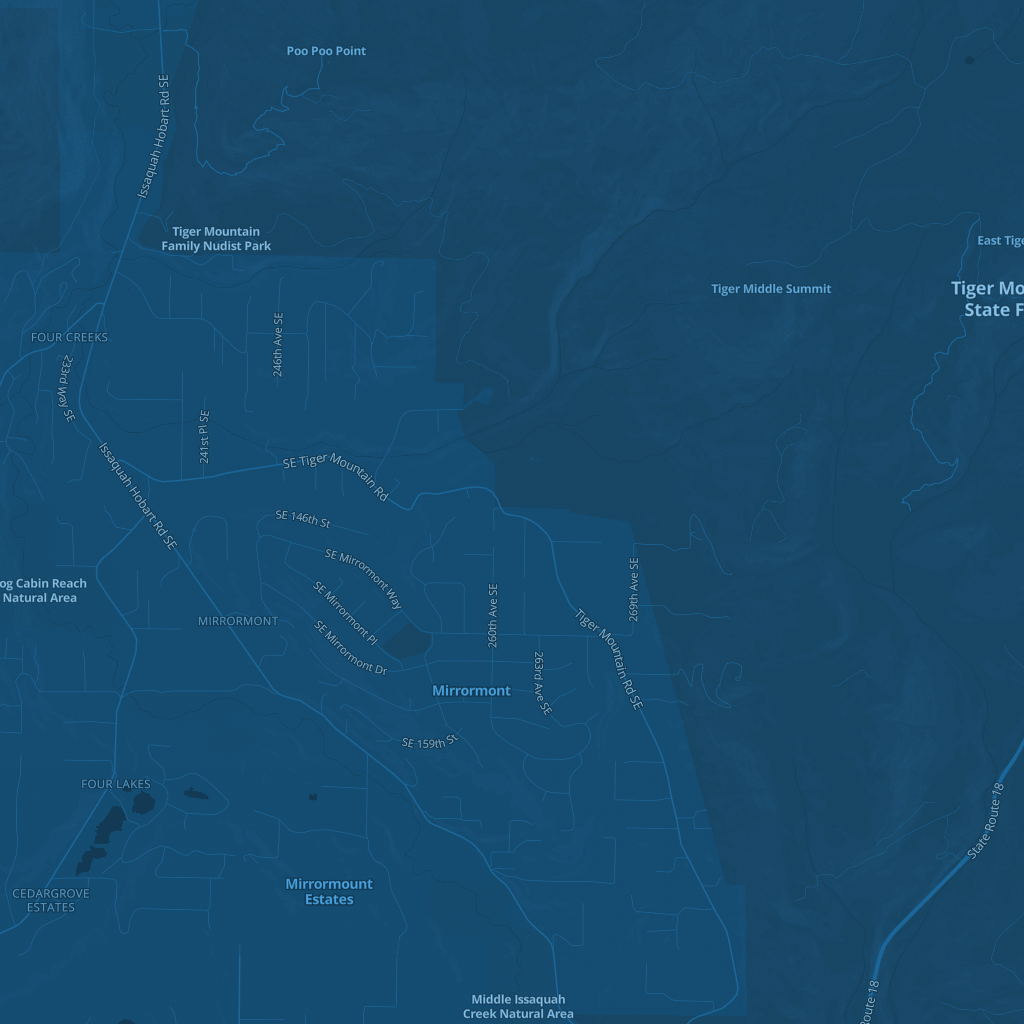 Poo Poo Point
Issaquah Hobart Rd SE
Tiger Mountain
Family Nudist Park
East Tige
Tiger Middle Summit
Tiger Mo
State F
FOUR CREEKS
246th Ave SE
233rd Way SE
241st Pl SE
SE Tiger Mountain Rd
Issaquah Hobart Rd SE
SE 146th St
SE Mirrormont Way
og Cabin Reach
Natural Area
SE Mirrormont Pl
260th Ave SE
269th Ave SE
MIRRORMONT
SE Mirrormont Dr
Tiger Mountain Rd SE
263rd Ave SE
Mirrormont
SE 159th St
FOUR LAKES
State Route 18
CEDARGROVE
ESTATES
Mirrormount
Estates
Middle Issaquah
Creek Natural Area
Route 18